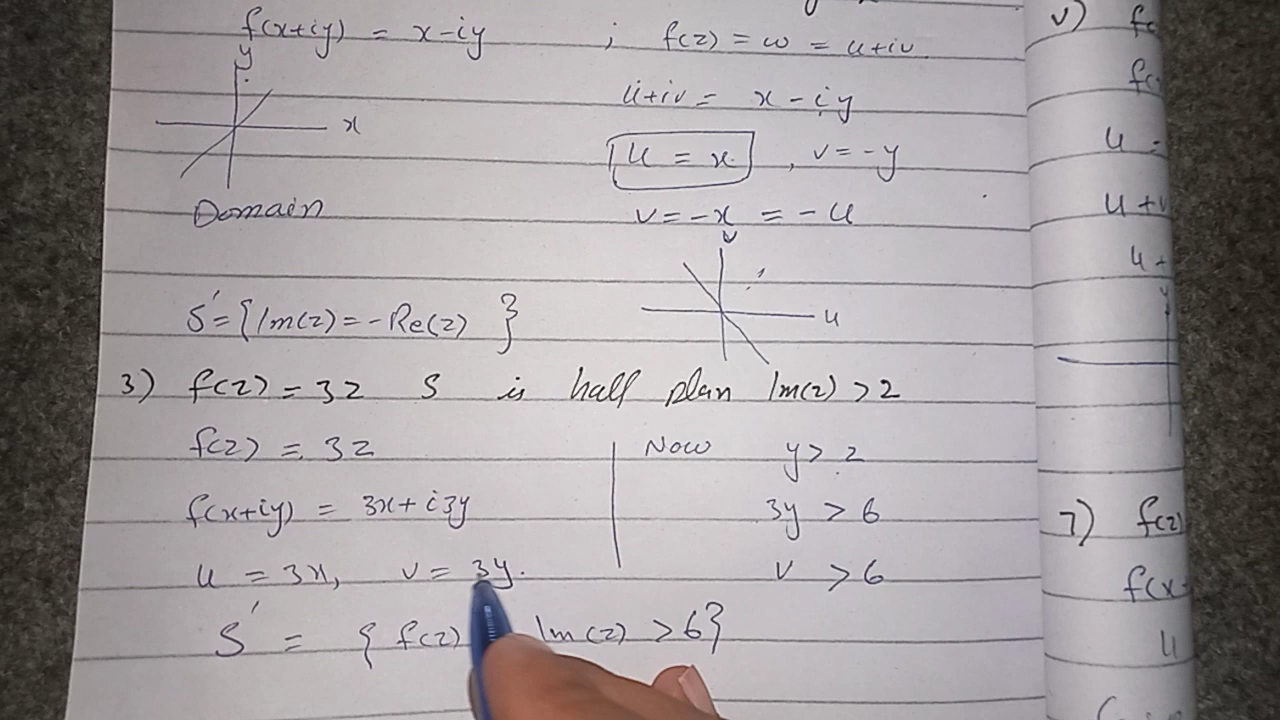 f(x+iy) = x-iy ; f(z) = w = u+iv
y
x
Domain
u+iv = x - iy
u = x , v = -y
v = -x = -u
v
u
S' = {Im(z) = -Re(z) }
3) f(z) = 3z S is half plan Im(z) > 2
f(z) = 3z
f(x+iy) = 3x + i3y
u = 3x, v = 3y.
Now y > 2
3y > 6
v > 6
S' = { f(z) Im(z) > 6}
v)
u =
u +
y
7) f(z)
u